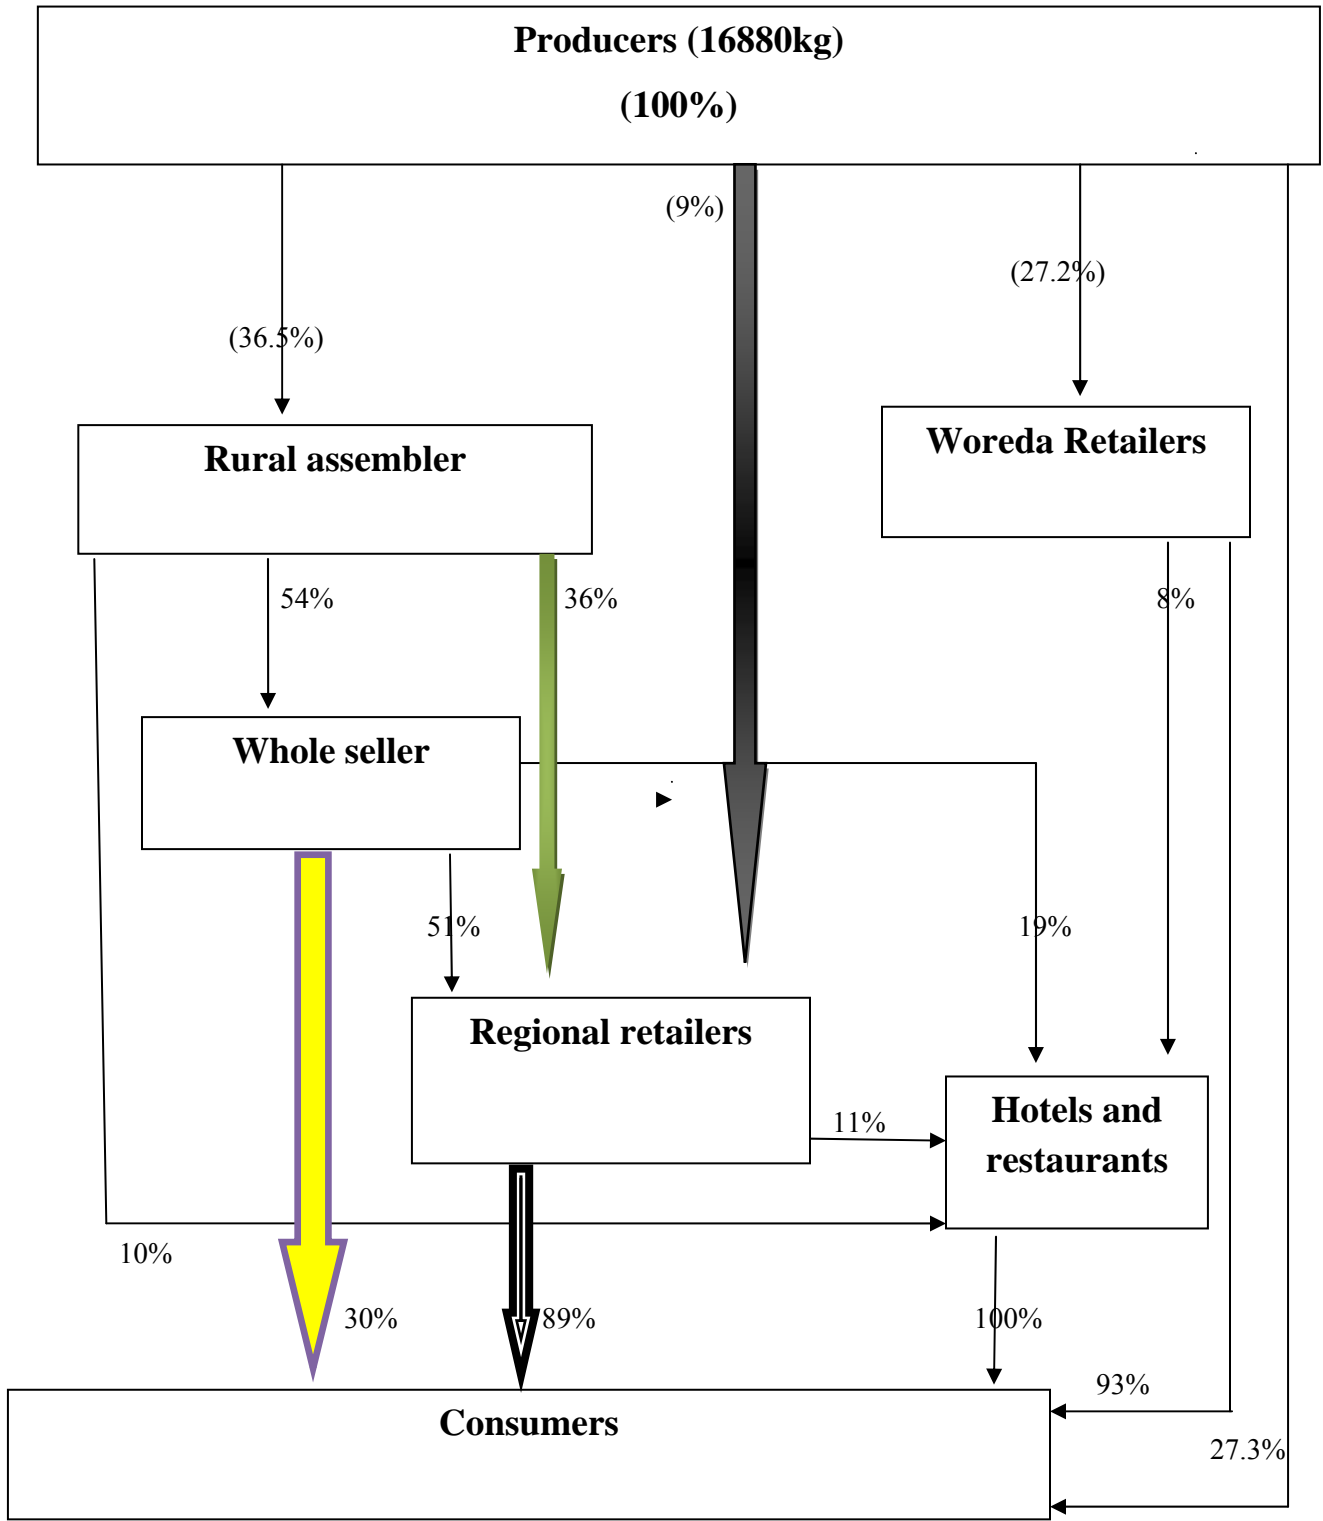 Producers (16880kg)
(100%)
(9%)
(27.2%)
(36.5%)
Woreda Retailers
Rural assembler
54%
36%
8%
Whole seller
51%
19%
Regional retailers
Hotels and
restaurants
11%
10%
30%
89%
100%
93%
Consumers
27.3%